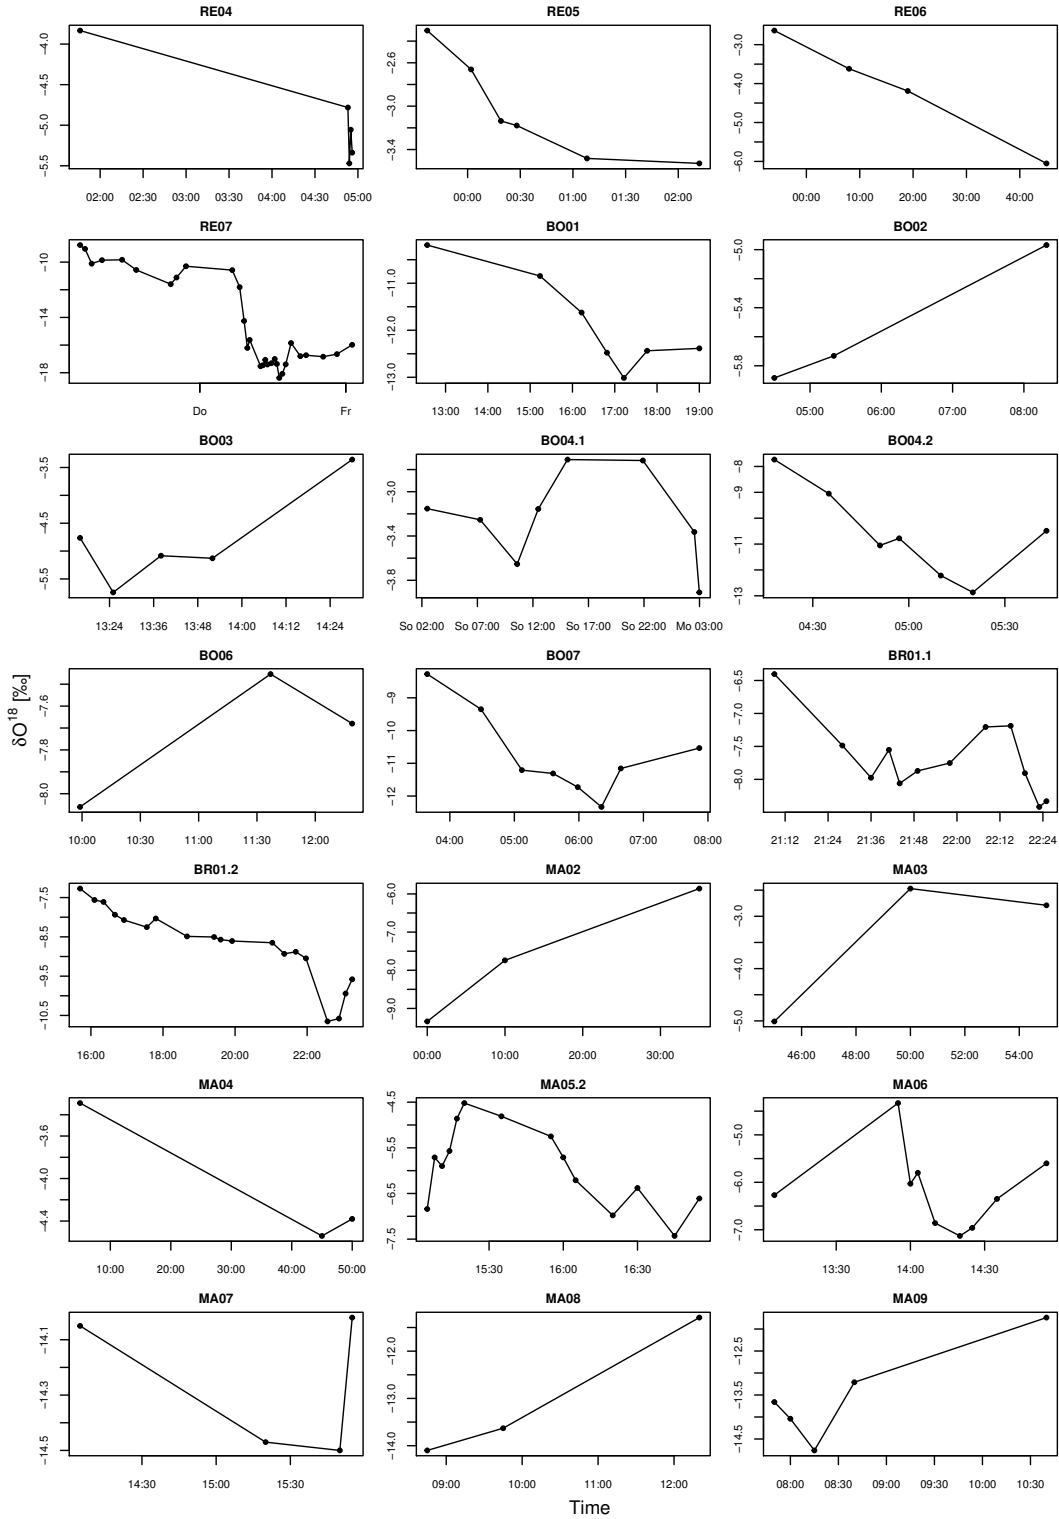 RE04 RE05 RE06
−4.0 −4.5 −5.0 −5.5
02:00 02:30 03:00 03:30 04:00 04:30 05:00
−2.6 −3.0 −3.4
00:00 00:30 01:00 01:30 02:00
−3.0 −4.0 −5.0 −6.0
00:00 10:00 20:00 30:00 40:00
RE07 BO01 BO02
−10 −14 −18
Do Fr
−11.0 −12.0 −13.0
13:00 14:00 15:00 16:00 17:00 18:00 19:00
−5.0 −5.4 −5.8
05:00 06:00 07:00 08:00
BO03 BO04.1 BO04.2
−3.5 −4.5 −5.5
13:24 13:36 13:48 14:00 14:12 14:24
−3.0 −3.4 −3.8
So 02:00 So 07:00 So 12:00 So 17:00 So 22:00 Mo 03:00
−8 −9 −11 −13
04:30 05:00 05:30
δO18 [‰]
BO06 BO07 BR01.1
−7.6 −7.8 −8.0
10:00 10:30 11:00 11:30 12:00
−9 −10 −11 −12
04:00 05:00 06:00 07:00 08:00
−6.5 −7.0 −7.5 −8.0
21:12 21:24 21:36 21:48 22:00 22:12 22:24
BR01.2 MA02 MA03
−7.5 −8.5 −9.5 −10.5
16:00 18:00 20:00 22:00
−6.0 −7.0 −8.0 −9.0
00:00 10:00 20:00 30:00
−3.0 −4.0 −5.0
46:00 48:00 50:00 52:00 54:00
MA04 MA05.2 MA06
−3.6 −4.0 −4.4
10:00 20:00 30:00 40:00 50:00
−4.5 −5.5 −6.5 −7.5
15:30 16:00 16:30
−5.0 −6.0 −7.0
13:30 14:00 14:30
MA07 MA08 MA09
−14.1 −14.3 −14.5
14:30 15:00 15:30
−12.0 −13.0 −14.0
09:00 10:00 11:00 12:00
−12.5 −13.5 −14.5
08:00 08:30 09:00 09:30 10:00 10:30
Time